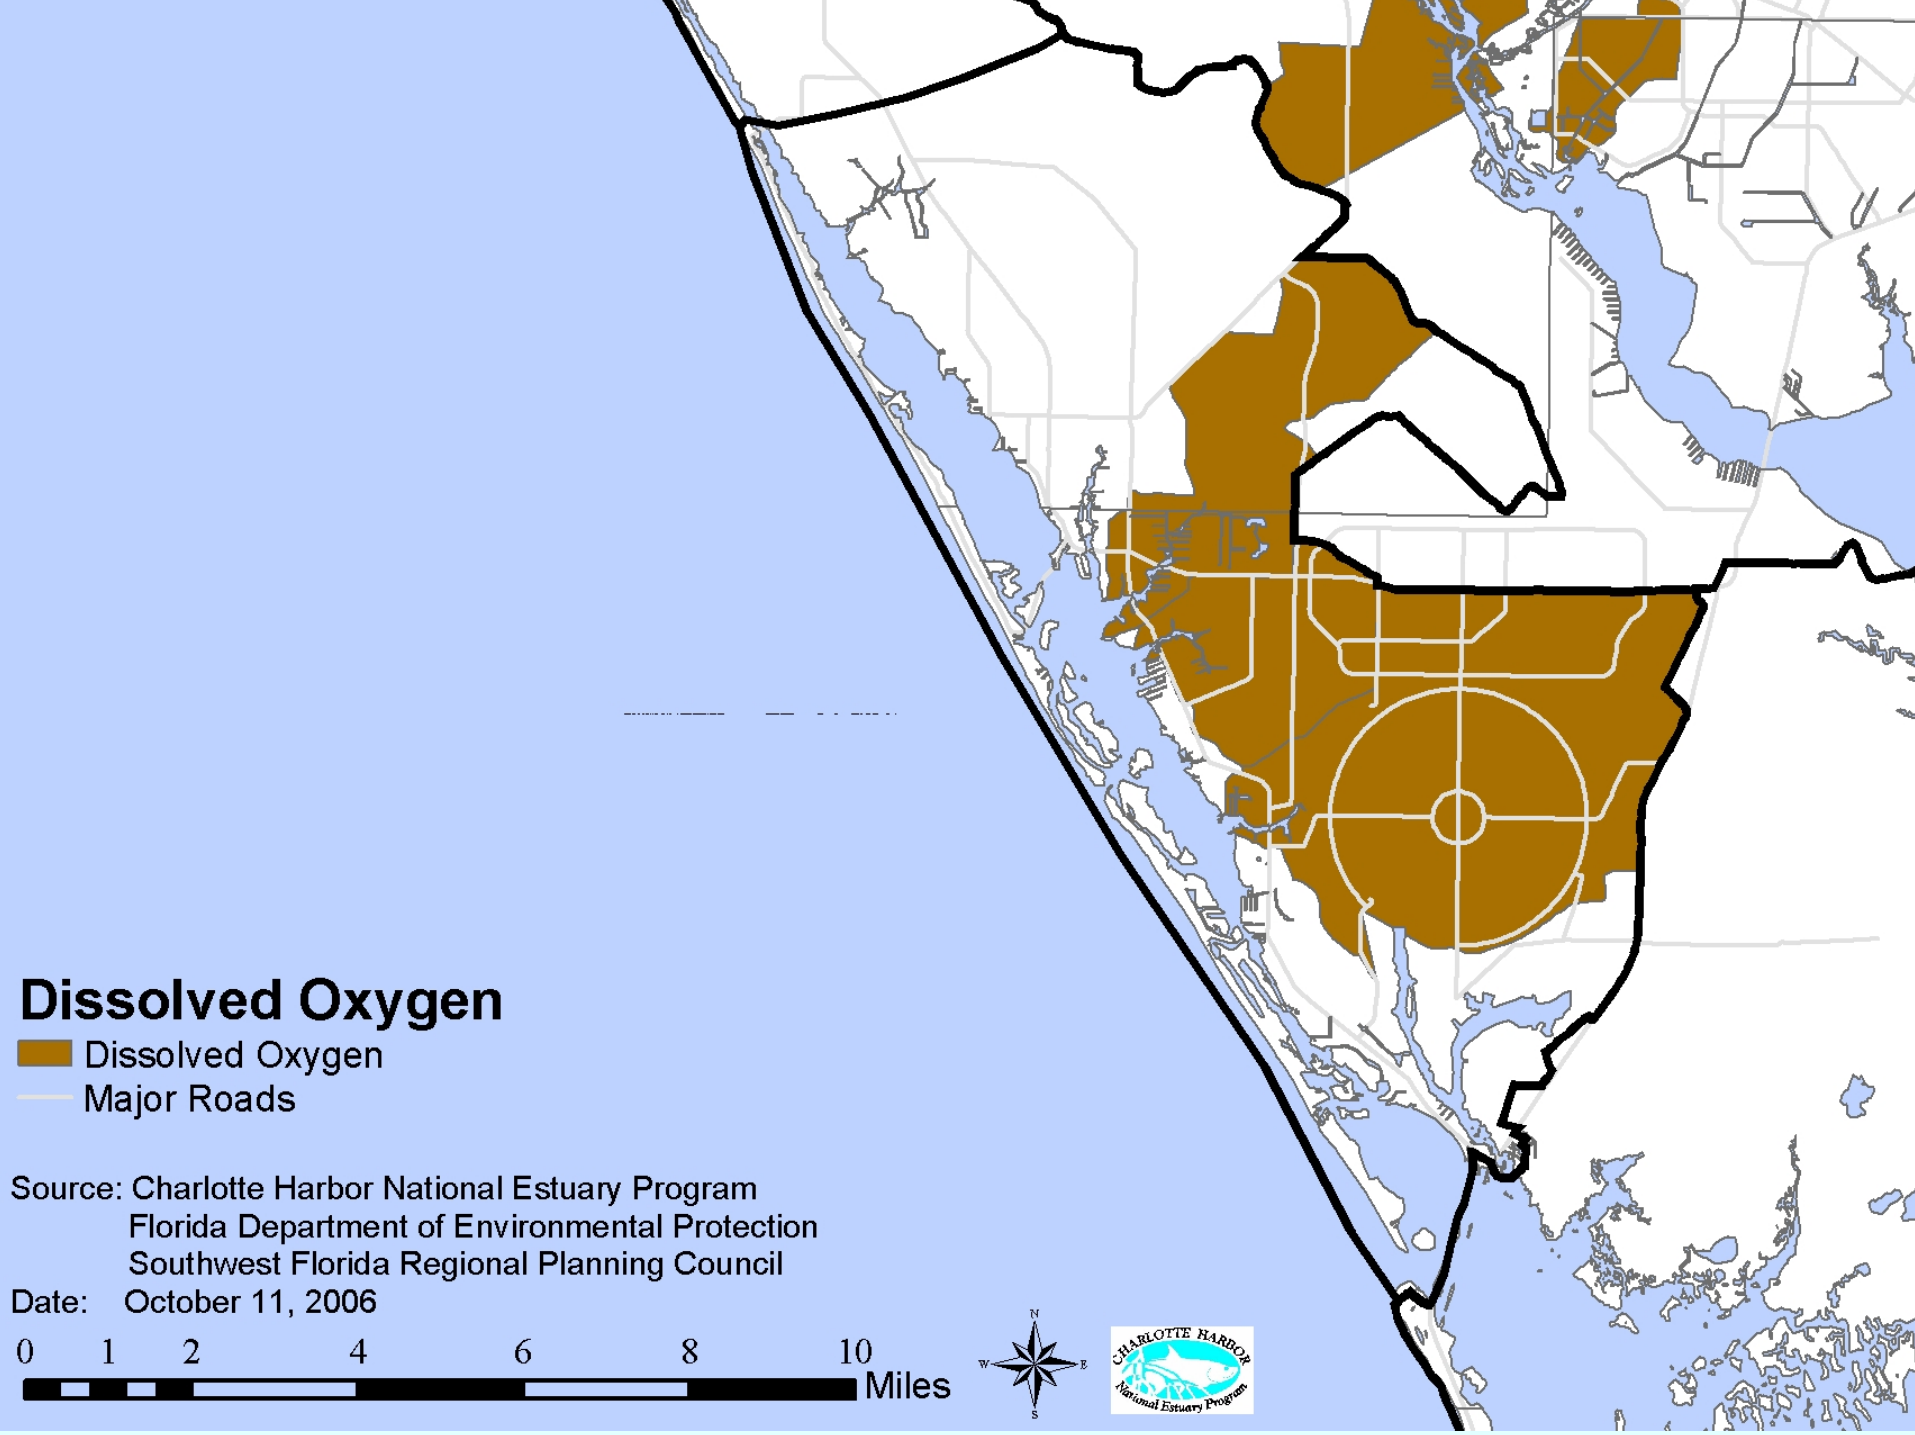 Dissolved Oxygen
Dissolved Oxygen
Major Roads
Source: Charlotte Harbor National Estuary Program
Florida Department of Environmental Protection
Southwest Florida Regional Planning Council
Date: October 11, 2006
0 1 2 4 6 8 10
Miles
N
W E
S
CHARLOTTE HARBOR
National Estuary Program